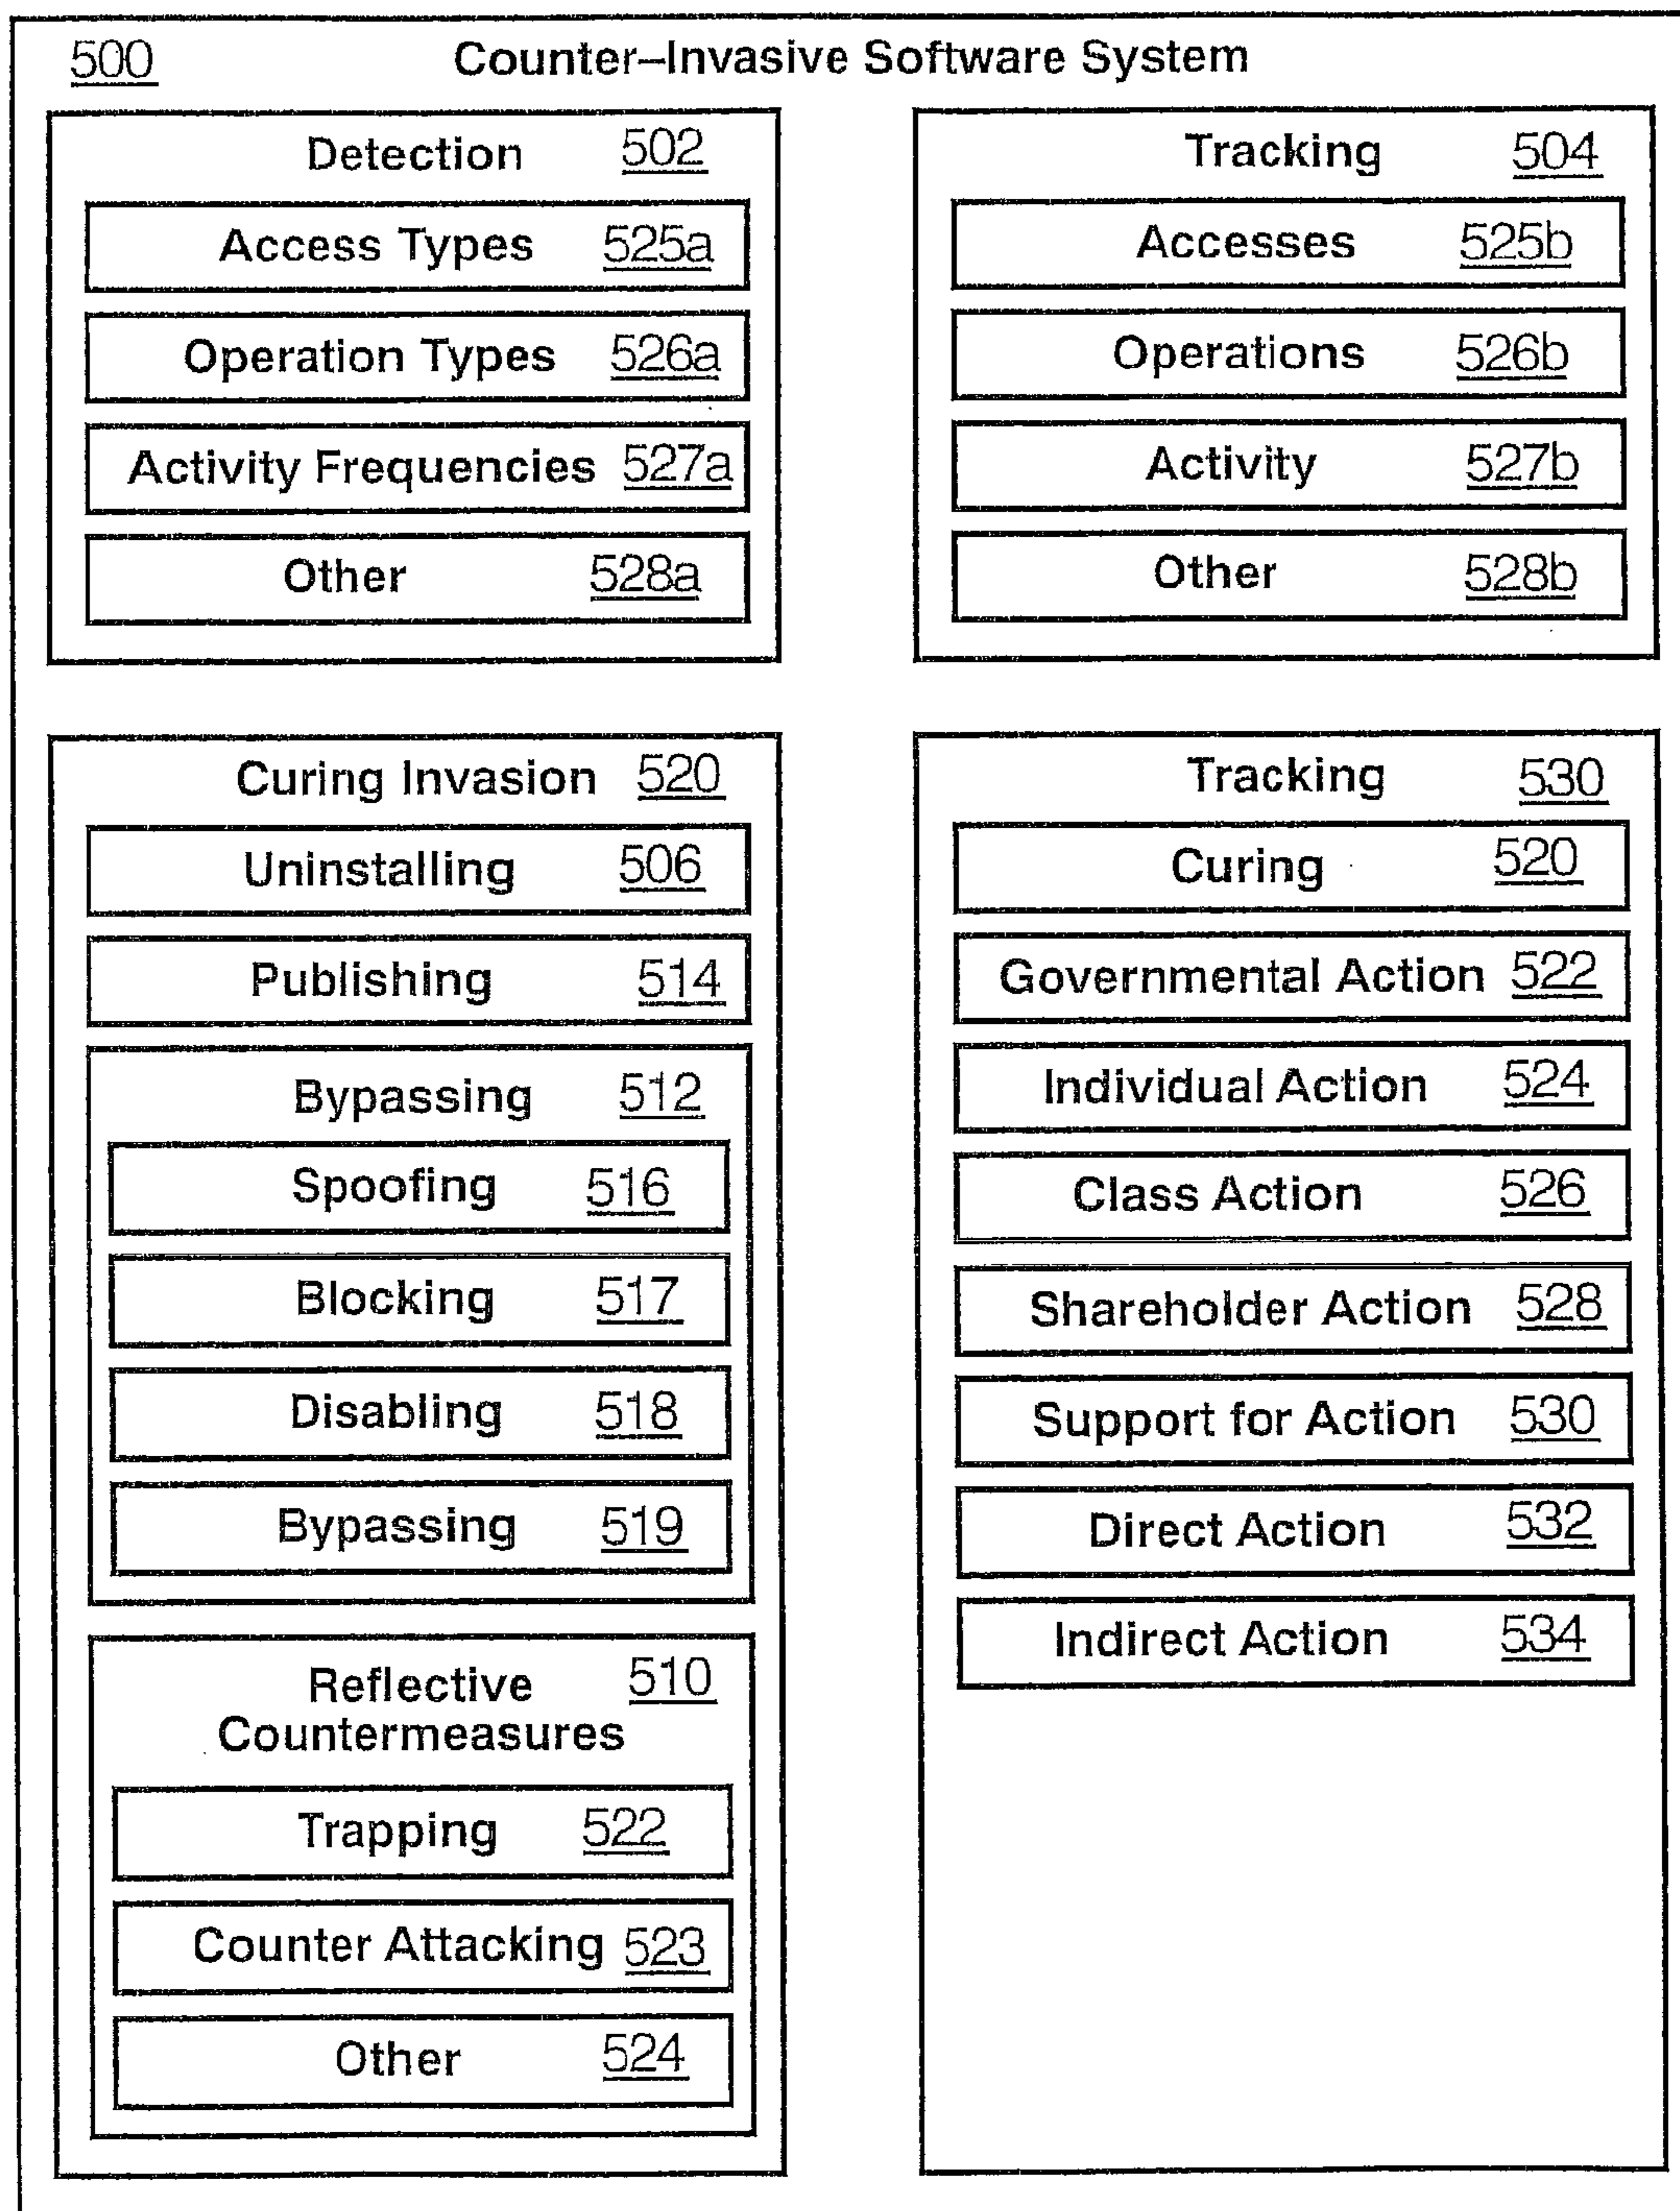 500 Counter–Invasive Software System
Detection 502
Access Types 525a
Operation Types 526a
Activity Frequencies 527a
Other 528a
Tracking 504
Accesses 525b
Operations 526b
Activity 527b
Other 528b
Curing Invasion 520
Uninstalling 506
Publishing 514
Bypassing 512
Spoofing 516
Blocking 517
Disabling 518
Bypassing 519
Reflective 510
Countermeasures
Trapping 522
Counter Attacking 523
Other 524
Tracking 530
Curing 520
Governmental Action 522
Individual Action 524
Class Action 526
Shareholder Action 528
Support for Action 530
Direct Action 532
Indirect Action 534